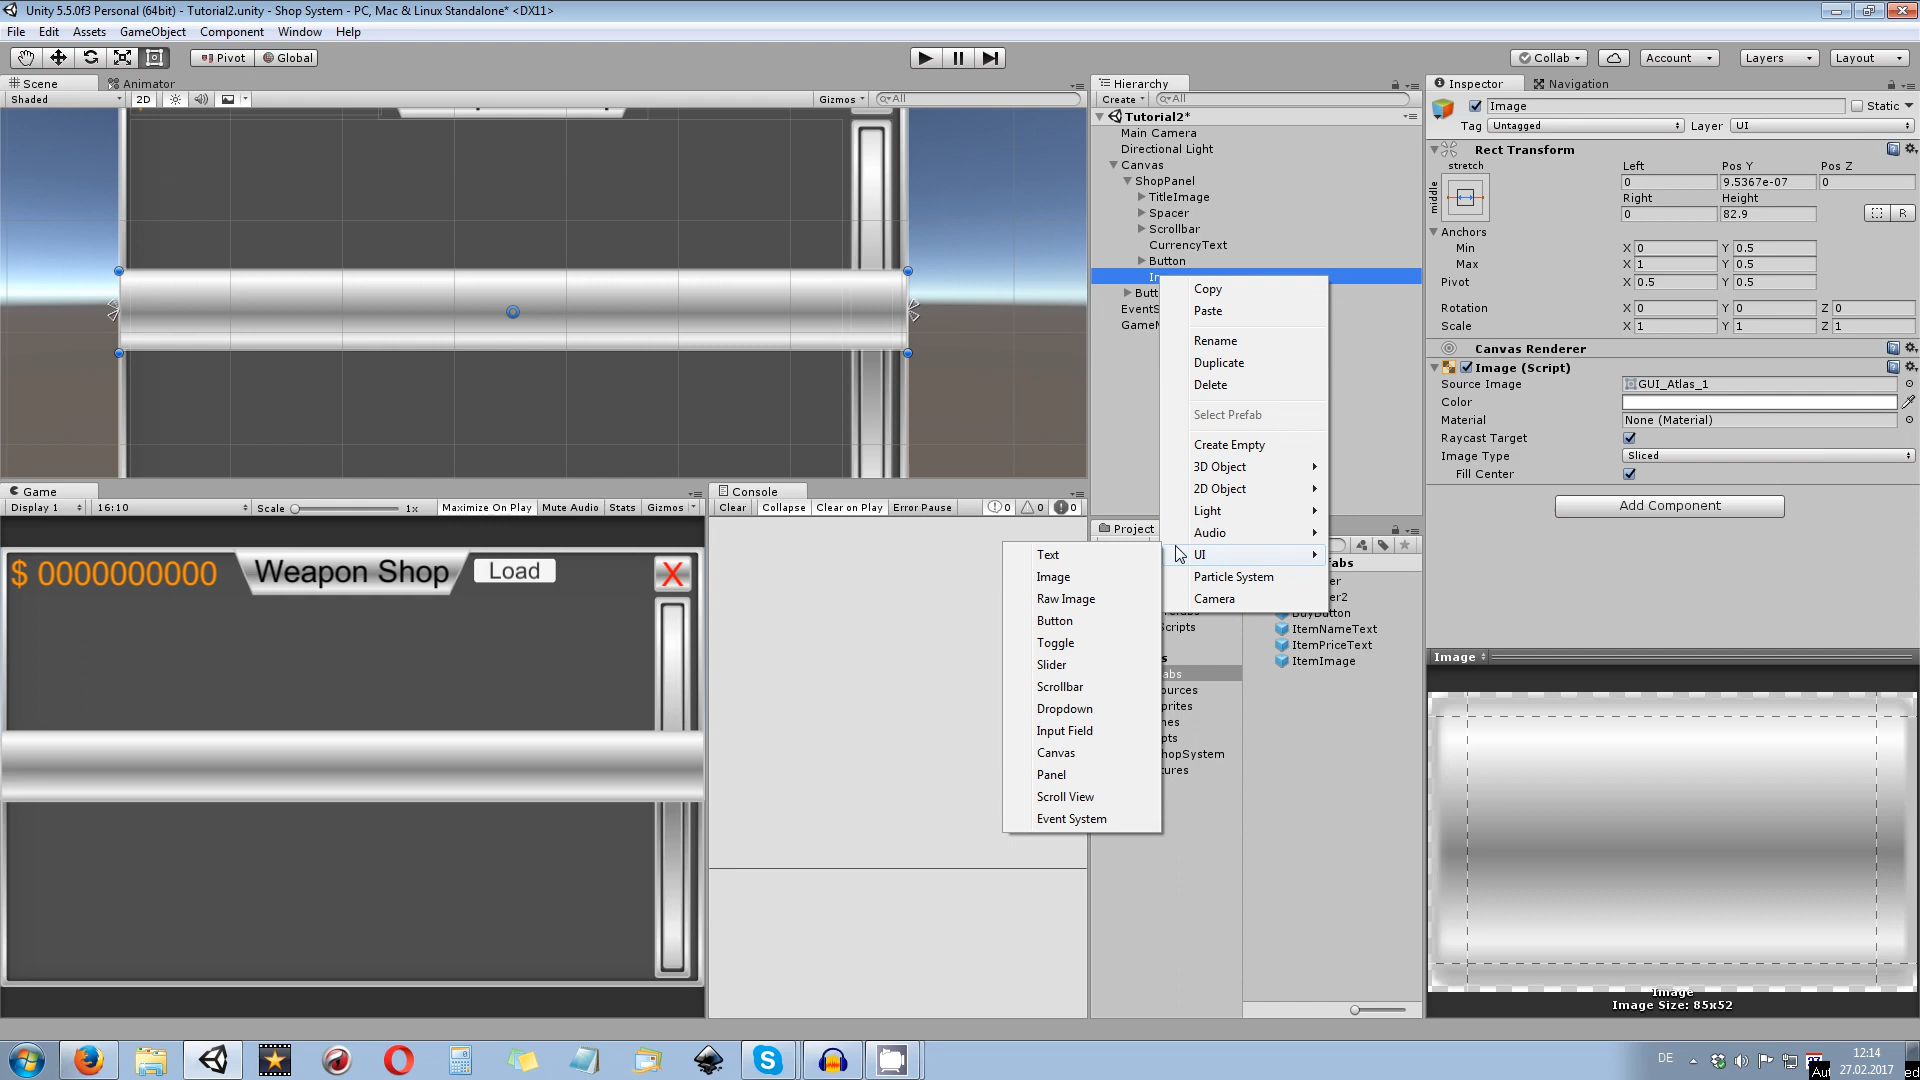 Unity 5.5.0f3 Personal (64bit) - Tutorial2.unity - Shop System - PC, Mac & Linux Standalone* <DX11>
File Edit Assets GameObject Component Window Help
Pivot Global Collab Account Layers Layout
Scene Animator
Shaded 2D Gizmos All
Hierarchy
Create All
Tutorial2*
Main Camera
Directional Light
Canvas
ShopPanel
TitleImage
Spacer
Scrollbar
CurrencyText
Button
Copy
Paste
Rename
Duplicate
Delete
Select Prefab
Create Empty
3D Object
2D Object
Light
Audio
UI
Particle System
Camera
Text
Image
Raw Image
Button
Toggle
Slider
Scrollbar
Dropdown
Input Field
Canvas
Panel
Scroll View
Event System
Inspector Navigation
Image Static
Tag Untagged Layer UI
Rect Transform
stretch
middle
Left Pos Y Pos Z
0 9.5367e-07 0
Right Height
0 82.9
R
Anchors
Min X 0 Y 0.5
Max X 1 Y 0.5
Pivot X 0.5 Y 0.5
Rotation X 0 Y 0 Z 0
Scale X 1 Y 1 Z 1
Canvas Renderer
Image (Script)
Source Image GUI_Atlas_1
Color
Material None (Material)
Raycast Target
Image Type Sliced
Fill Center
Add Component
Game
Display 1 16:10 Scale 1x Maximize On Play Mute Audio Stats Gizmos
$ 0000000000 Weapon Shop Load X
Console
Clear Collapse Clear on Play Error Pause 0 0 0
Project
BuyButton
ItemNameText
ItemPriceText
ItemImage
Scripts
Image
Image
Image Size: 85x52
DE
12:14
27.02.2017